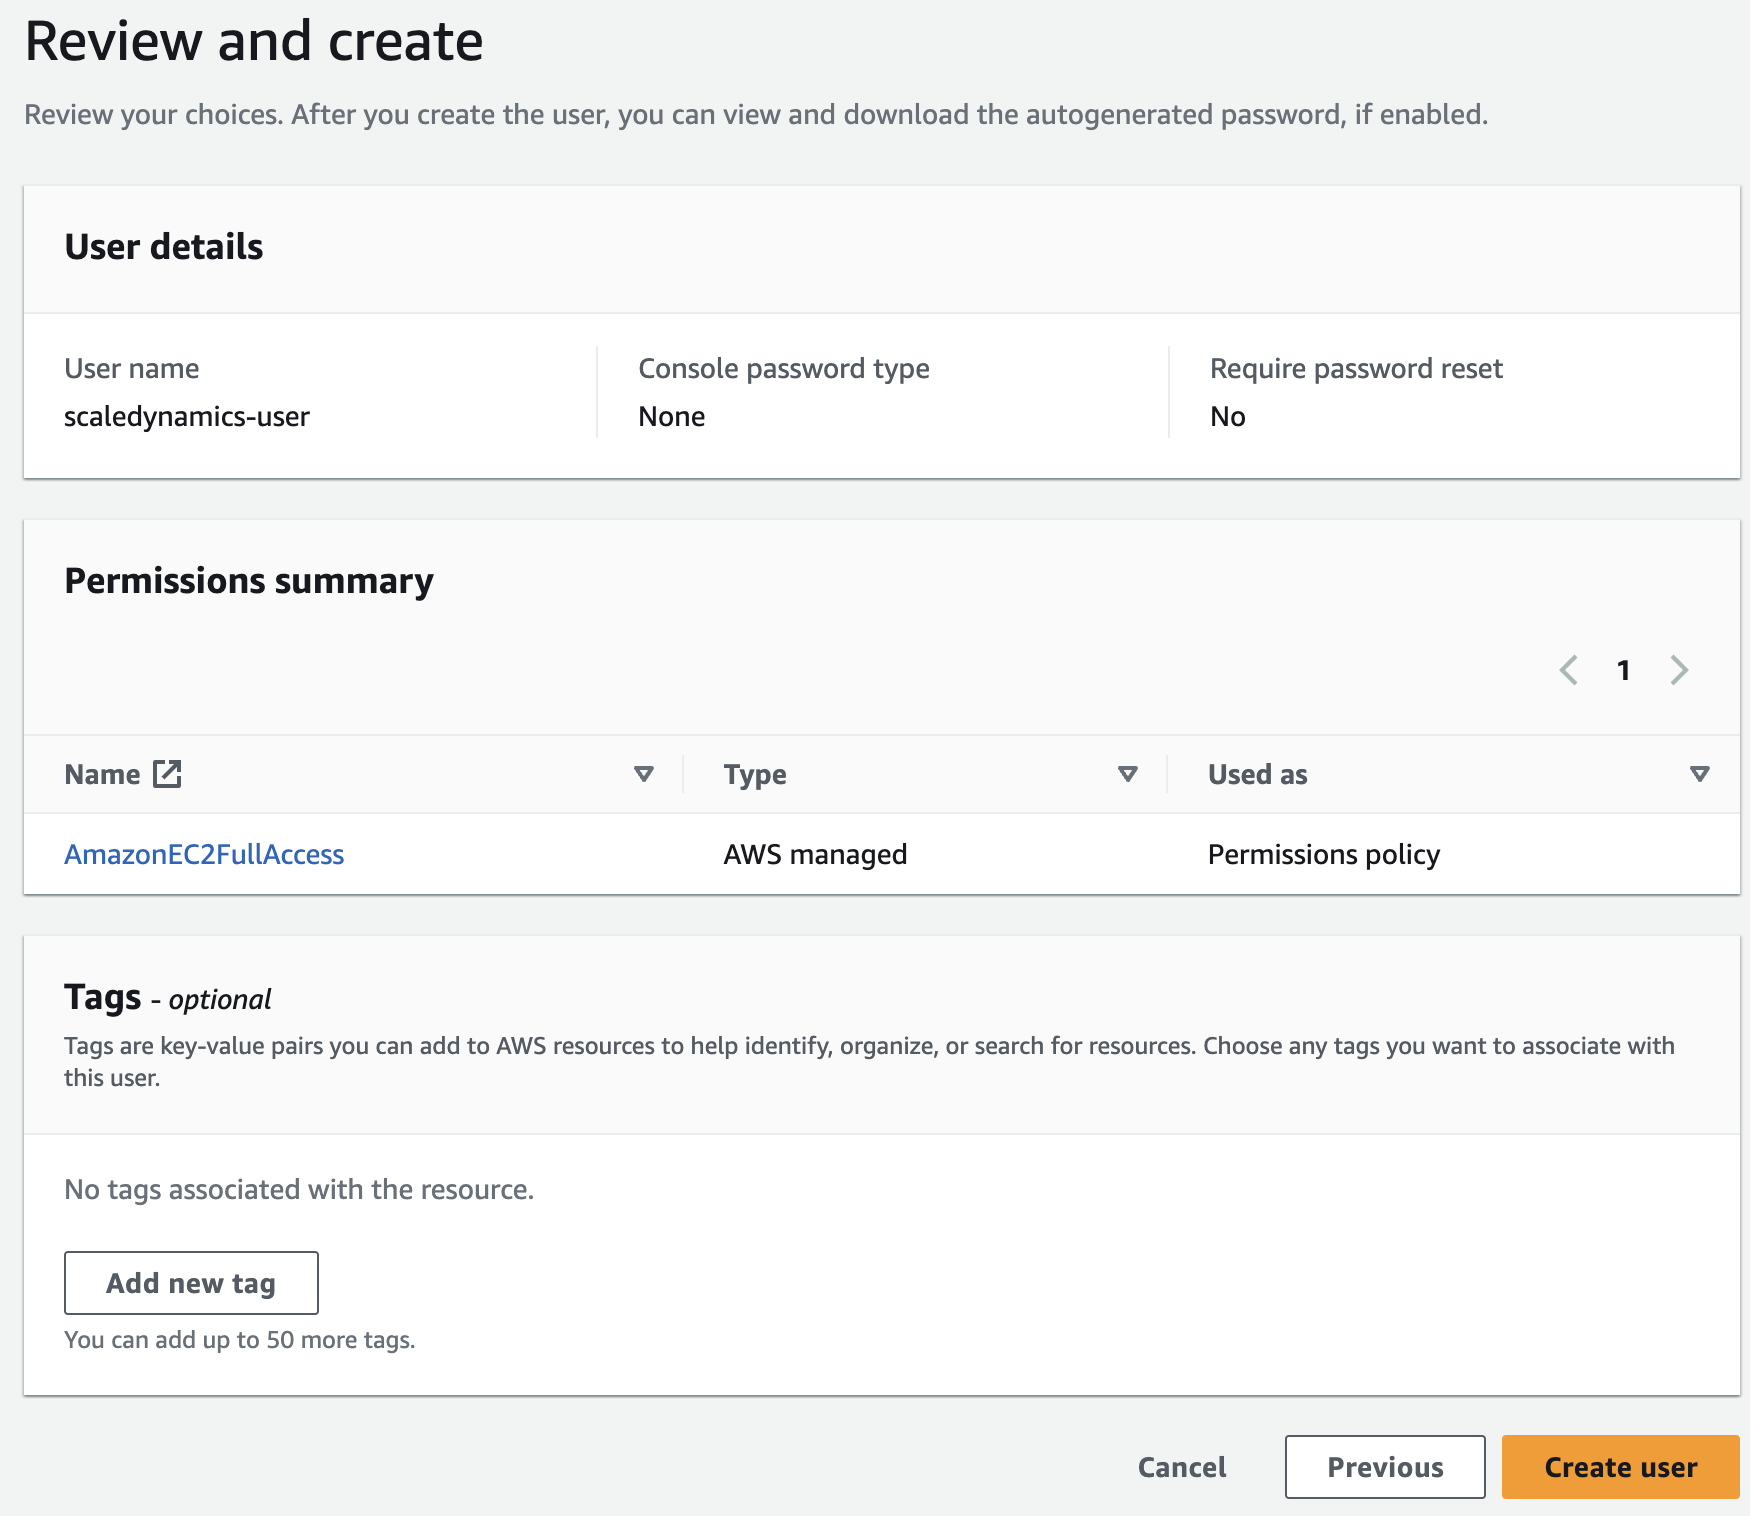 Review and create
Review your choices. After you create the user, you can view and download the autogenerated password, if enabled.
User details
User name
scaledynamics-user
Console password type
None
Require password reset
No
Permissions summary
1
Name
Type
Used as
AmazonEC2FullAccess
AWS managed
Permissions policy
Tags - optional
Tags are key-value pairs you can add to AWS resources to help identify, organize, or search for resources. Choose any tags you want to associate with
this user.
No tags associated with the resource.
Add new tag
You can add up to 50 more tags.
Cancel
Previous
Create user